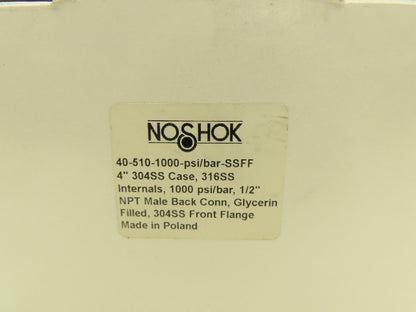 NOSHOK
40-510-1000-psi/bar-SSFF
4" 304SS Case, 316SS
Internals, 1000 psi/bar, 1/2"
NPT Male Back Conn, Glycerin
Filled, 304SS Front Flange
Made in Poland